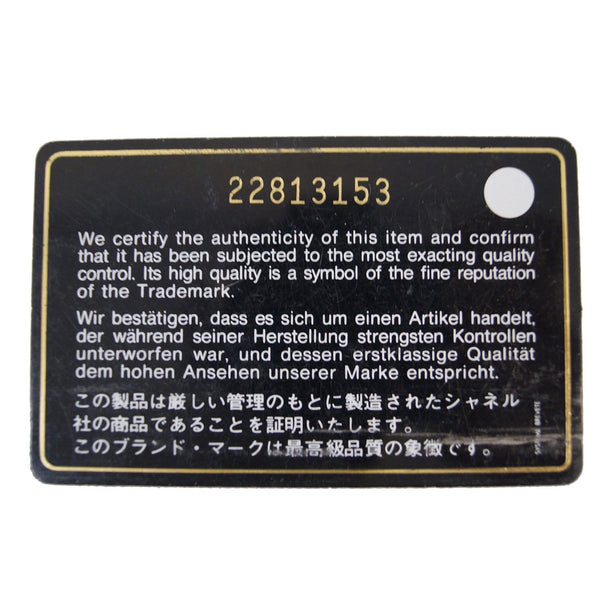 22813153
We certify the authenticity of this item and confirm
that it has been subjected to the most exacting quality
control. Its high quality is a symbol of the fine reputation
of the Trademark.
Wir bestätigen, dass es sich um einen Artikel handelt,
der während seiner Herstellung strengsten Kontrollen
unterworfen war, und dessen erstklassige Qualität
dem hohen Ansehen unserer Marke entspricht.
この製品は厳しい管理のもとに製造されたシャネル
社の商品であることを証明いたします。
このブランド・マークは最高級品質の象徴です。